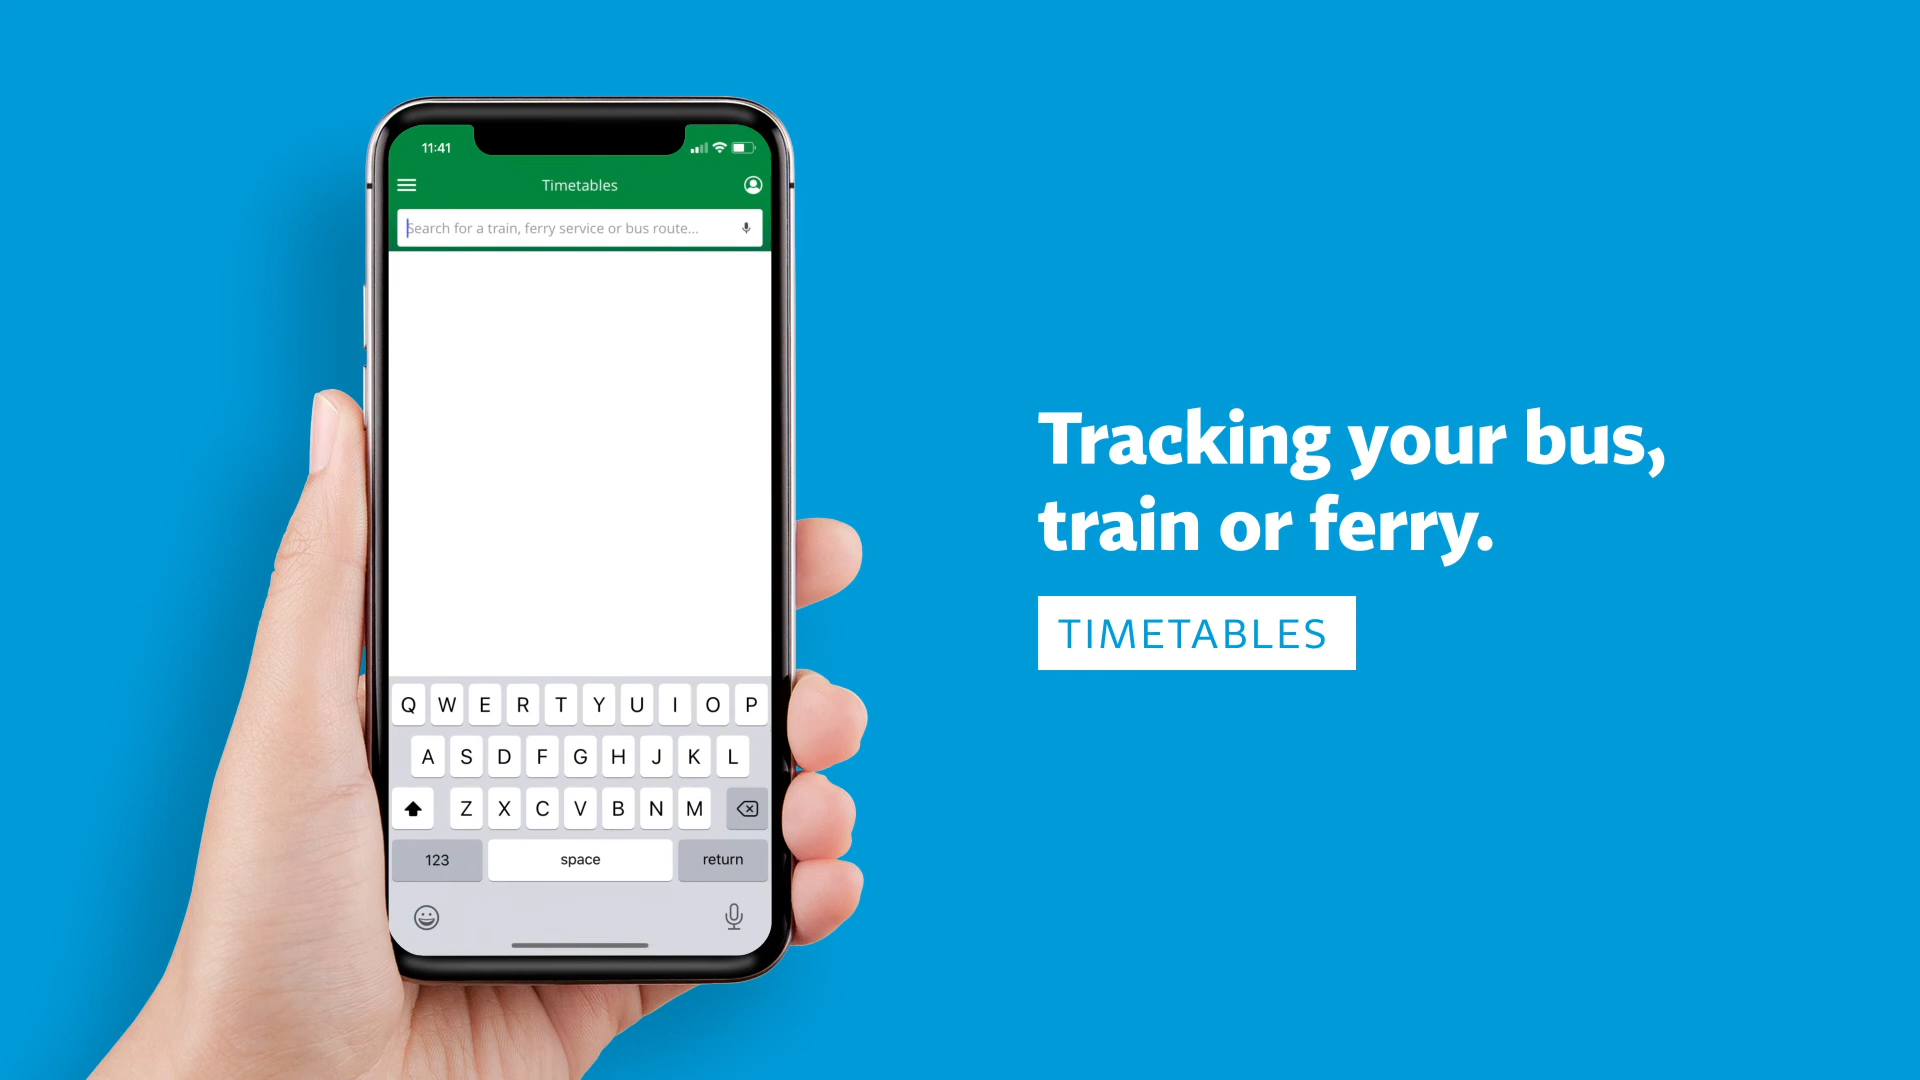 11:41
Timetables
Search for a train, ferry service or bus route...
Q W E R T Y U I O P
A S D F G H J K L
Z X C V B N M
123 space return
Tracking your bus,
train or ferry.
TIMETABLES